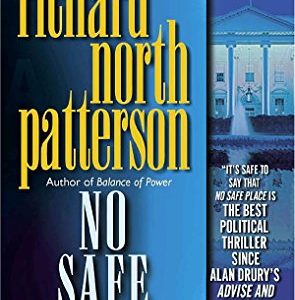 richard
north
patterson
Author of Balance of Power
NO
SAFE
"IT'S SAFE TO
SAY THAT
NO SAFE PLACE IS
THE BEST
POLITICAL
THRILLER
SINCE
ALAN DRURY'S
ADVISE AND